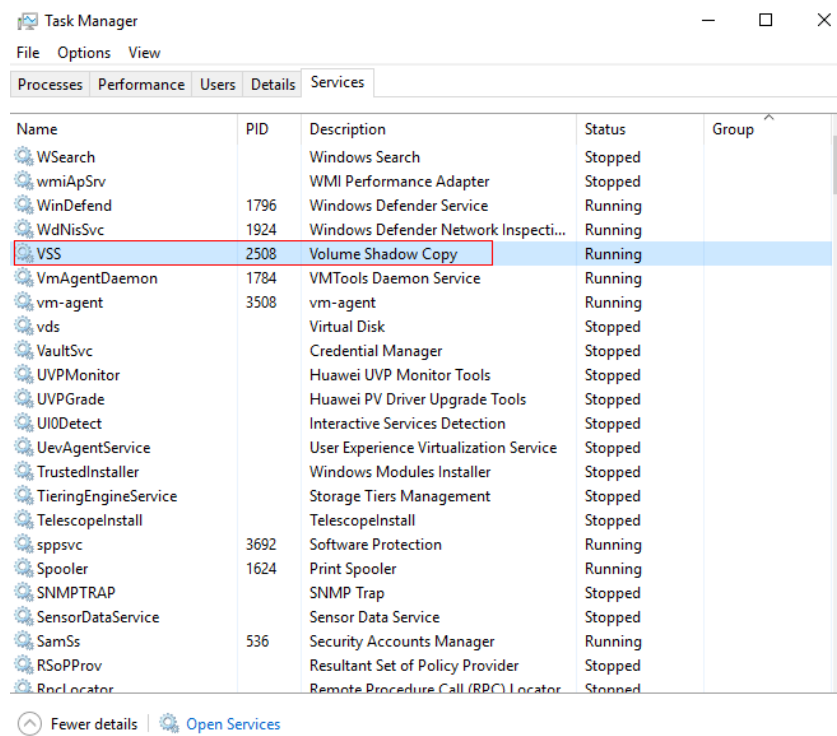 Task Manager
File Options View
Processes Performance Users Details Services
Name PID Description Status Group
WSearch Windows Search Stopped
wmiApSrv WMI Performance Adapter Stopped
WinDefend 1796 Windows Defender Service Running
WdNisSvc 1924 Windows Defender Network Inspecti... Running
VSS 2508 Volume Shadow Copy Running
VmAgentDaemon 1784 VMTools Daemon Service Running
vm-agent 3508 vm-agent Running
vds Virtual Disk Stopped
VaultSvc Credential Manager Stopped
UVPMonitor Huawei UVP Monitor Tools Stopped
UVPGrade Huawei PV Driver Upgrade Tools Stopped
UI0Detect Interactive Services Detection Stopped
UevAgentService User Experience Virtualization Service Stopped
TrustedInstaller Windows Modules Installer Stopped
TieringEngineService Storage Tiers Management Stopped
TelescopeInstall TelescopeInstall Stopped
sppsvc 3692 Software Protection Running
Spooler 1624 Print Spooler Running
SNMPTRAP SNMP Trap Stopped
SensorDataService Sensor Data Service Stopped
SamSs 536 Security Accounts Manager Running
RSoPProv Resultant Set of Policy Provider Stopped
RpcLocator Remote Procedure Call (RPC) Locator Stopped
Fewer details Open Services